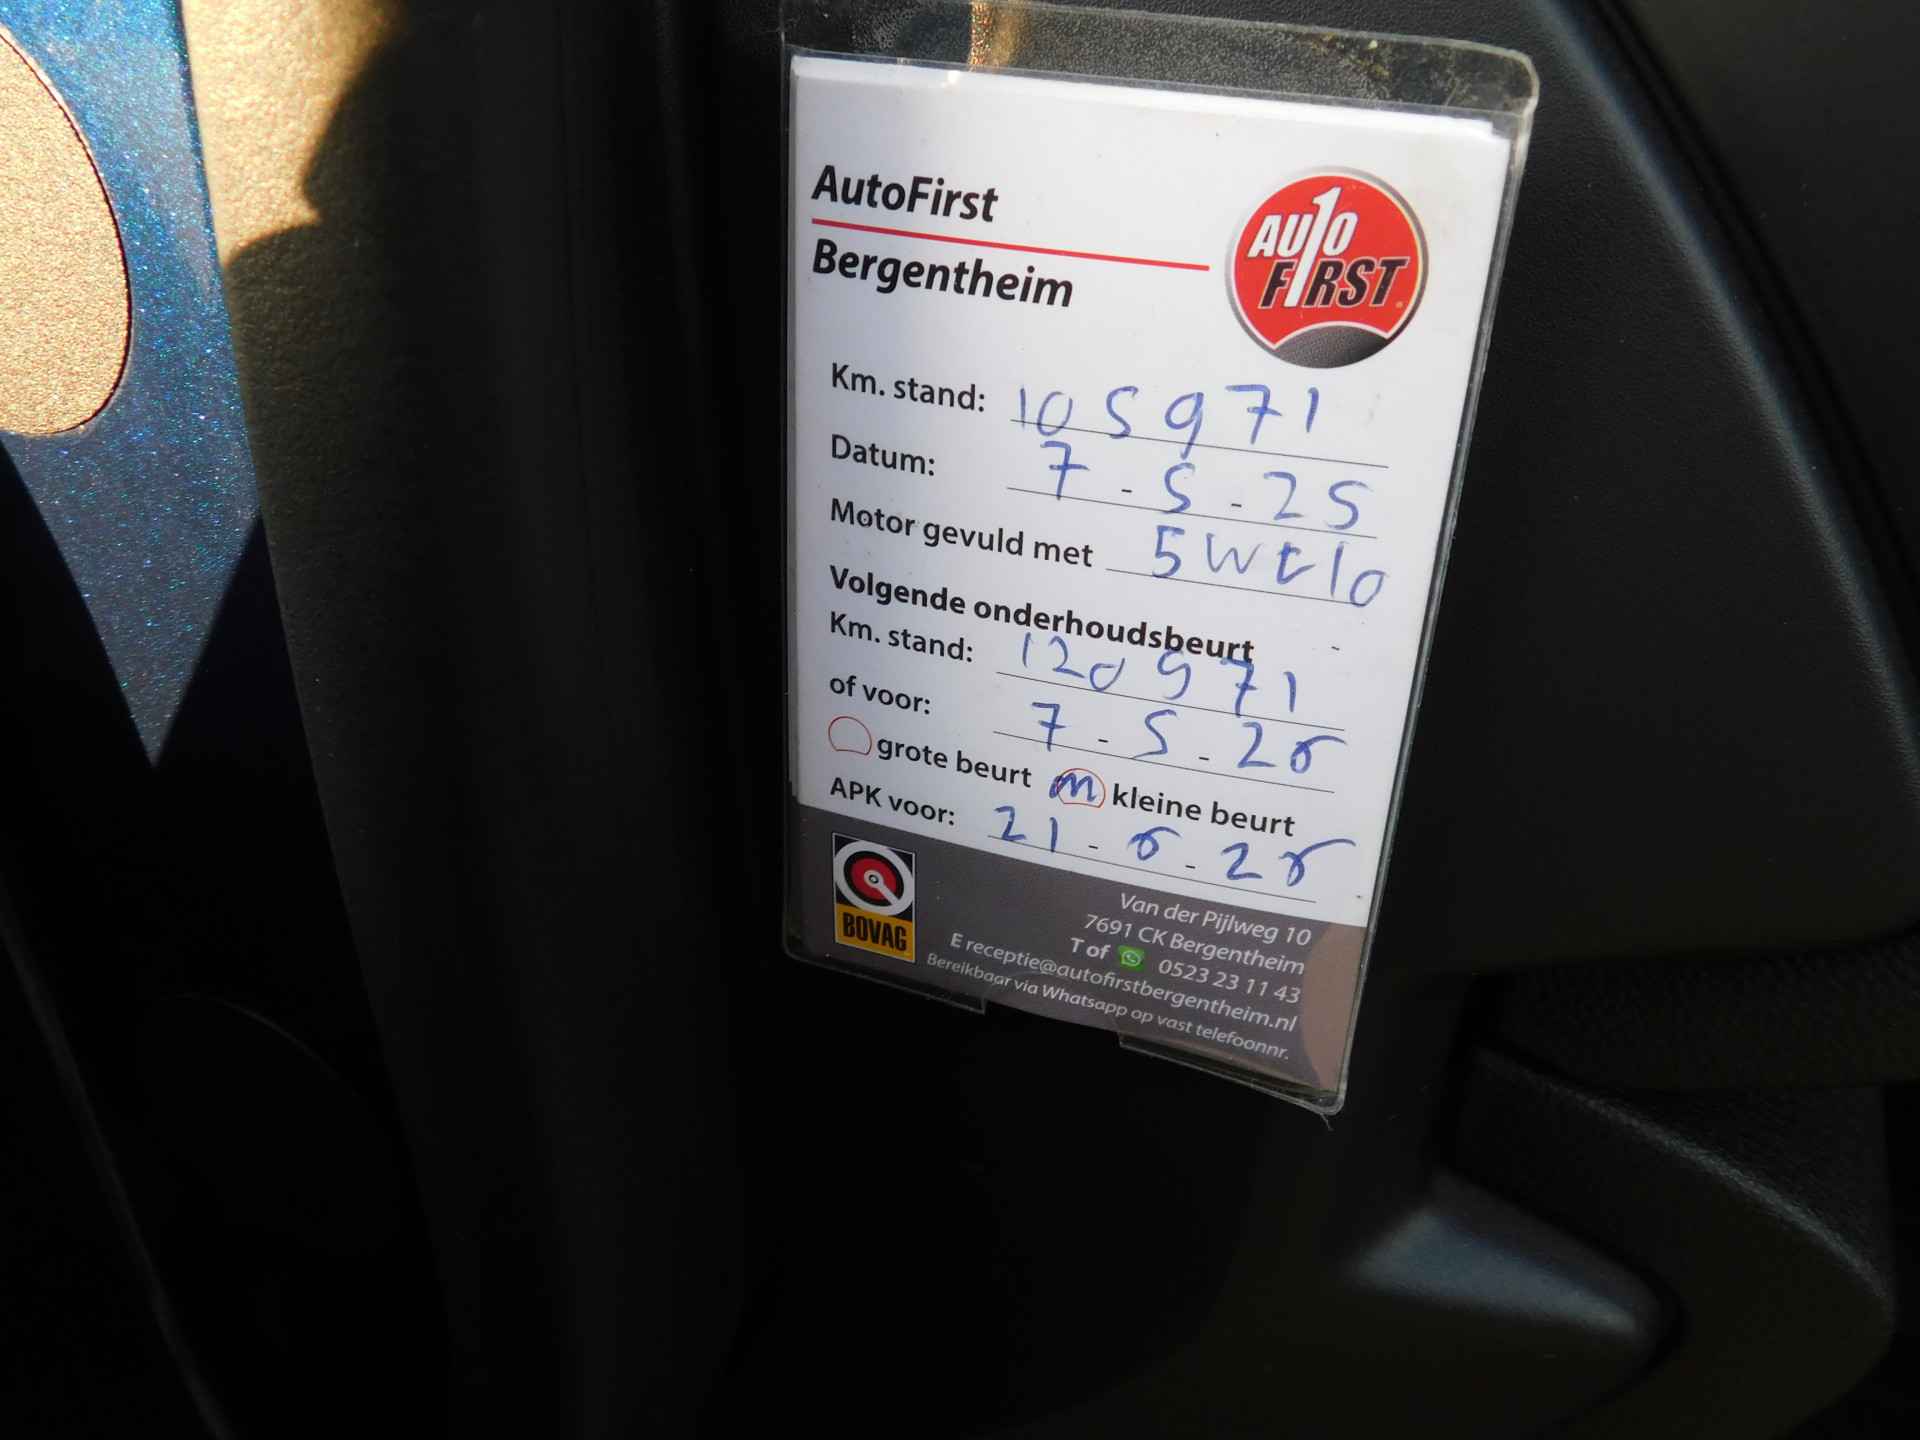 AutoFirst
Bergentheim
AUTO
FIRST
Km. stand: 105971
Datum: 7-5-25
Motor gevuld met 5W
Volgende onderhoudsbeurt
Km. stand: 120971
of voor: 7-5-26
grote beurt kleine beurt
APK voor: 21-6-26
BOVAG
Van der Pijlweg 10
7691 CK Bergentheim
T of 0523 23 11 43
E receptie@autofirstbergentheim.nl
Bereikbaar via Whatsapp op vast telefoonnr.